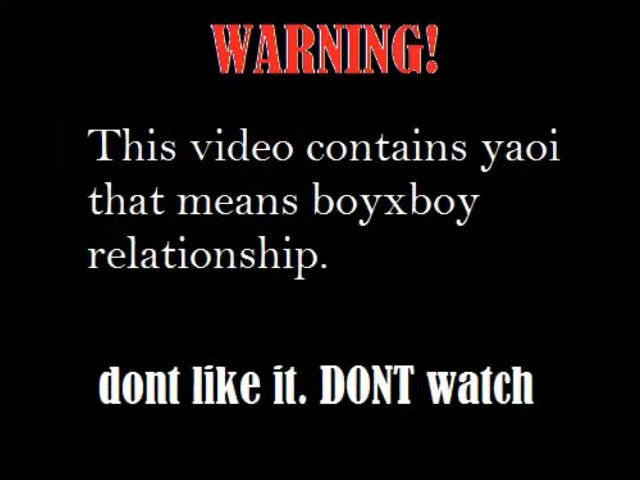 WARNING!
This video contains yaoi
that means boyxboy
relationship.
dont like it. DONT watch